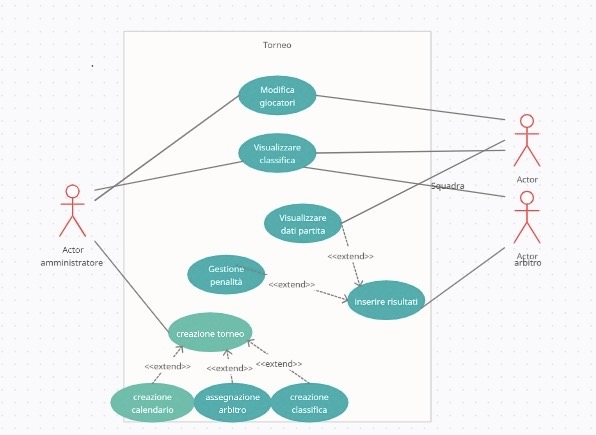 Torneo
Modifica
giocatori
Visualizzare
classifica
Actor
Squadra
Actor
amministratore
Visualizzare
dati partita
Actor
arbitro
<<extend>>
Gestione
penalità
<<extend>>
inserire risultati
creazione torneo
<<extend>>
<<extend>>
<<extend>>
creazione
calendario
assegnazione
arbitro
creazione
classifica